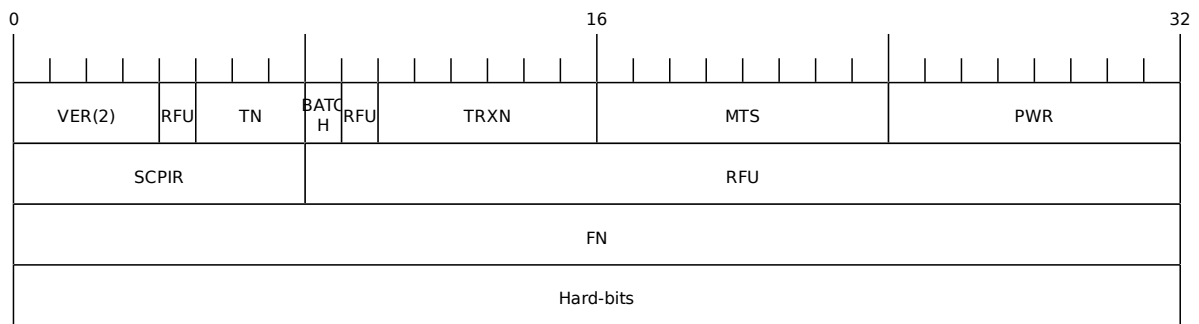 0 16 32
VER(2) RFU TN BATC
H RFU TRXN MTS PWR
SCPIR RFU
FN
Hard-bits